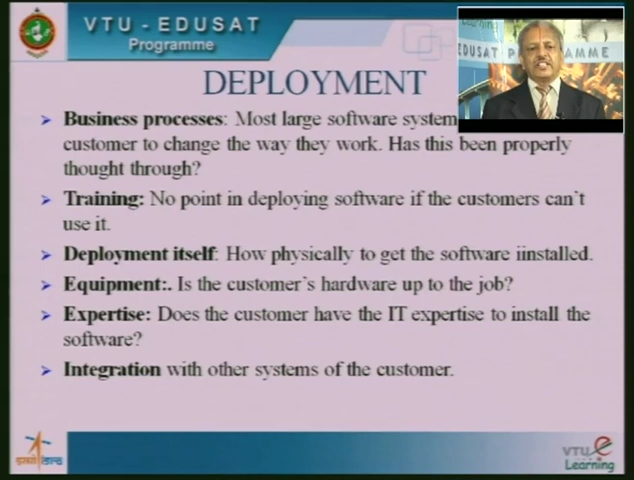 VTU - EDUSAT
Programme
EDUSAT PROGRAMME
DEPLOYMENT
Business processes: Most large software system
customer to change the way they work. Has this been properly
thought through?
Training: No point in deploying software if the customers can't
use it.
Deployment itself: How physically to get the software iinstalled.
Equipment:. Is the customer's hardware up to the job?
Expertise: Does the customer have the IT expertise to install the
software?
Integration with other systems of the customer.
VTU e
Learning